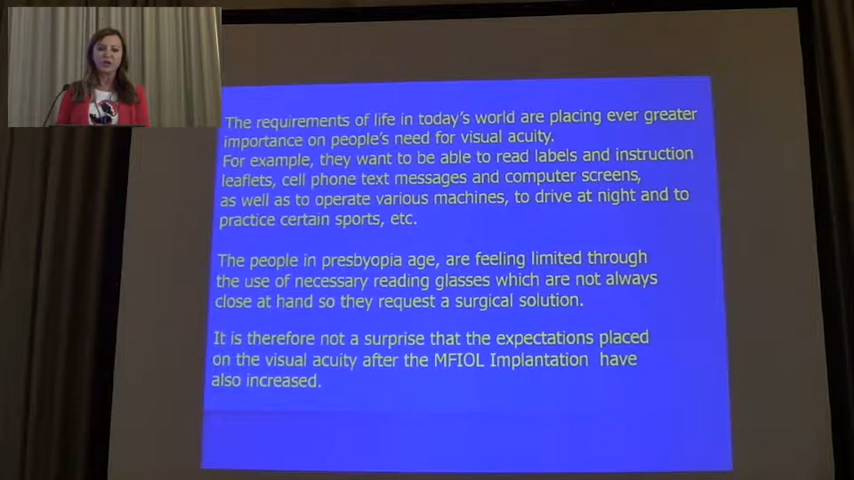 The requirements of life in today's world are placing ever greater
importance on people's need for visual acuity.
For example, they want to be able to read labels and instruction
leaflets, cell phone text messages and computer screens,
as well as to operate various machines, to drive at night and to
practice certain sports, etc.
The people in presbyopia age, are feeling limited through
the use of necessary reading glasses which are not always
close at hand so they request a surgical solution.
It is therefore not a surprise that the expectations placed
on the visual acuity after the MFIOL Implantation have
also increased.